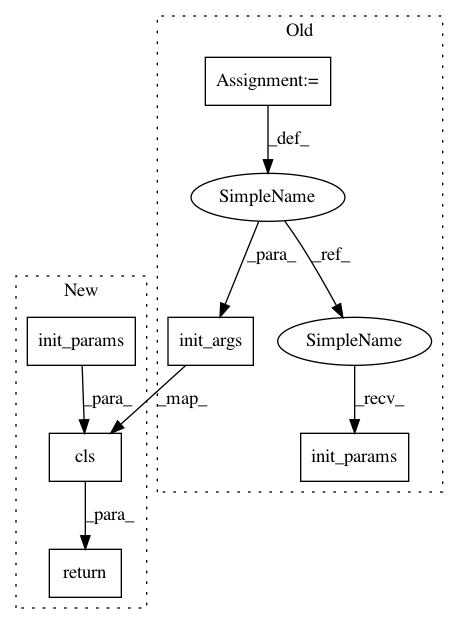 Old
Assignment:=
_def_
SimpleName
_para_
_ref_
New
init_params
init_args
SimpleName
_para_
_map_
_recv_
cls
init_params
_para_
return